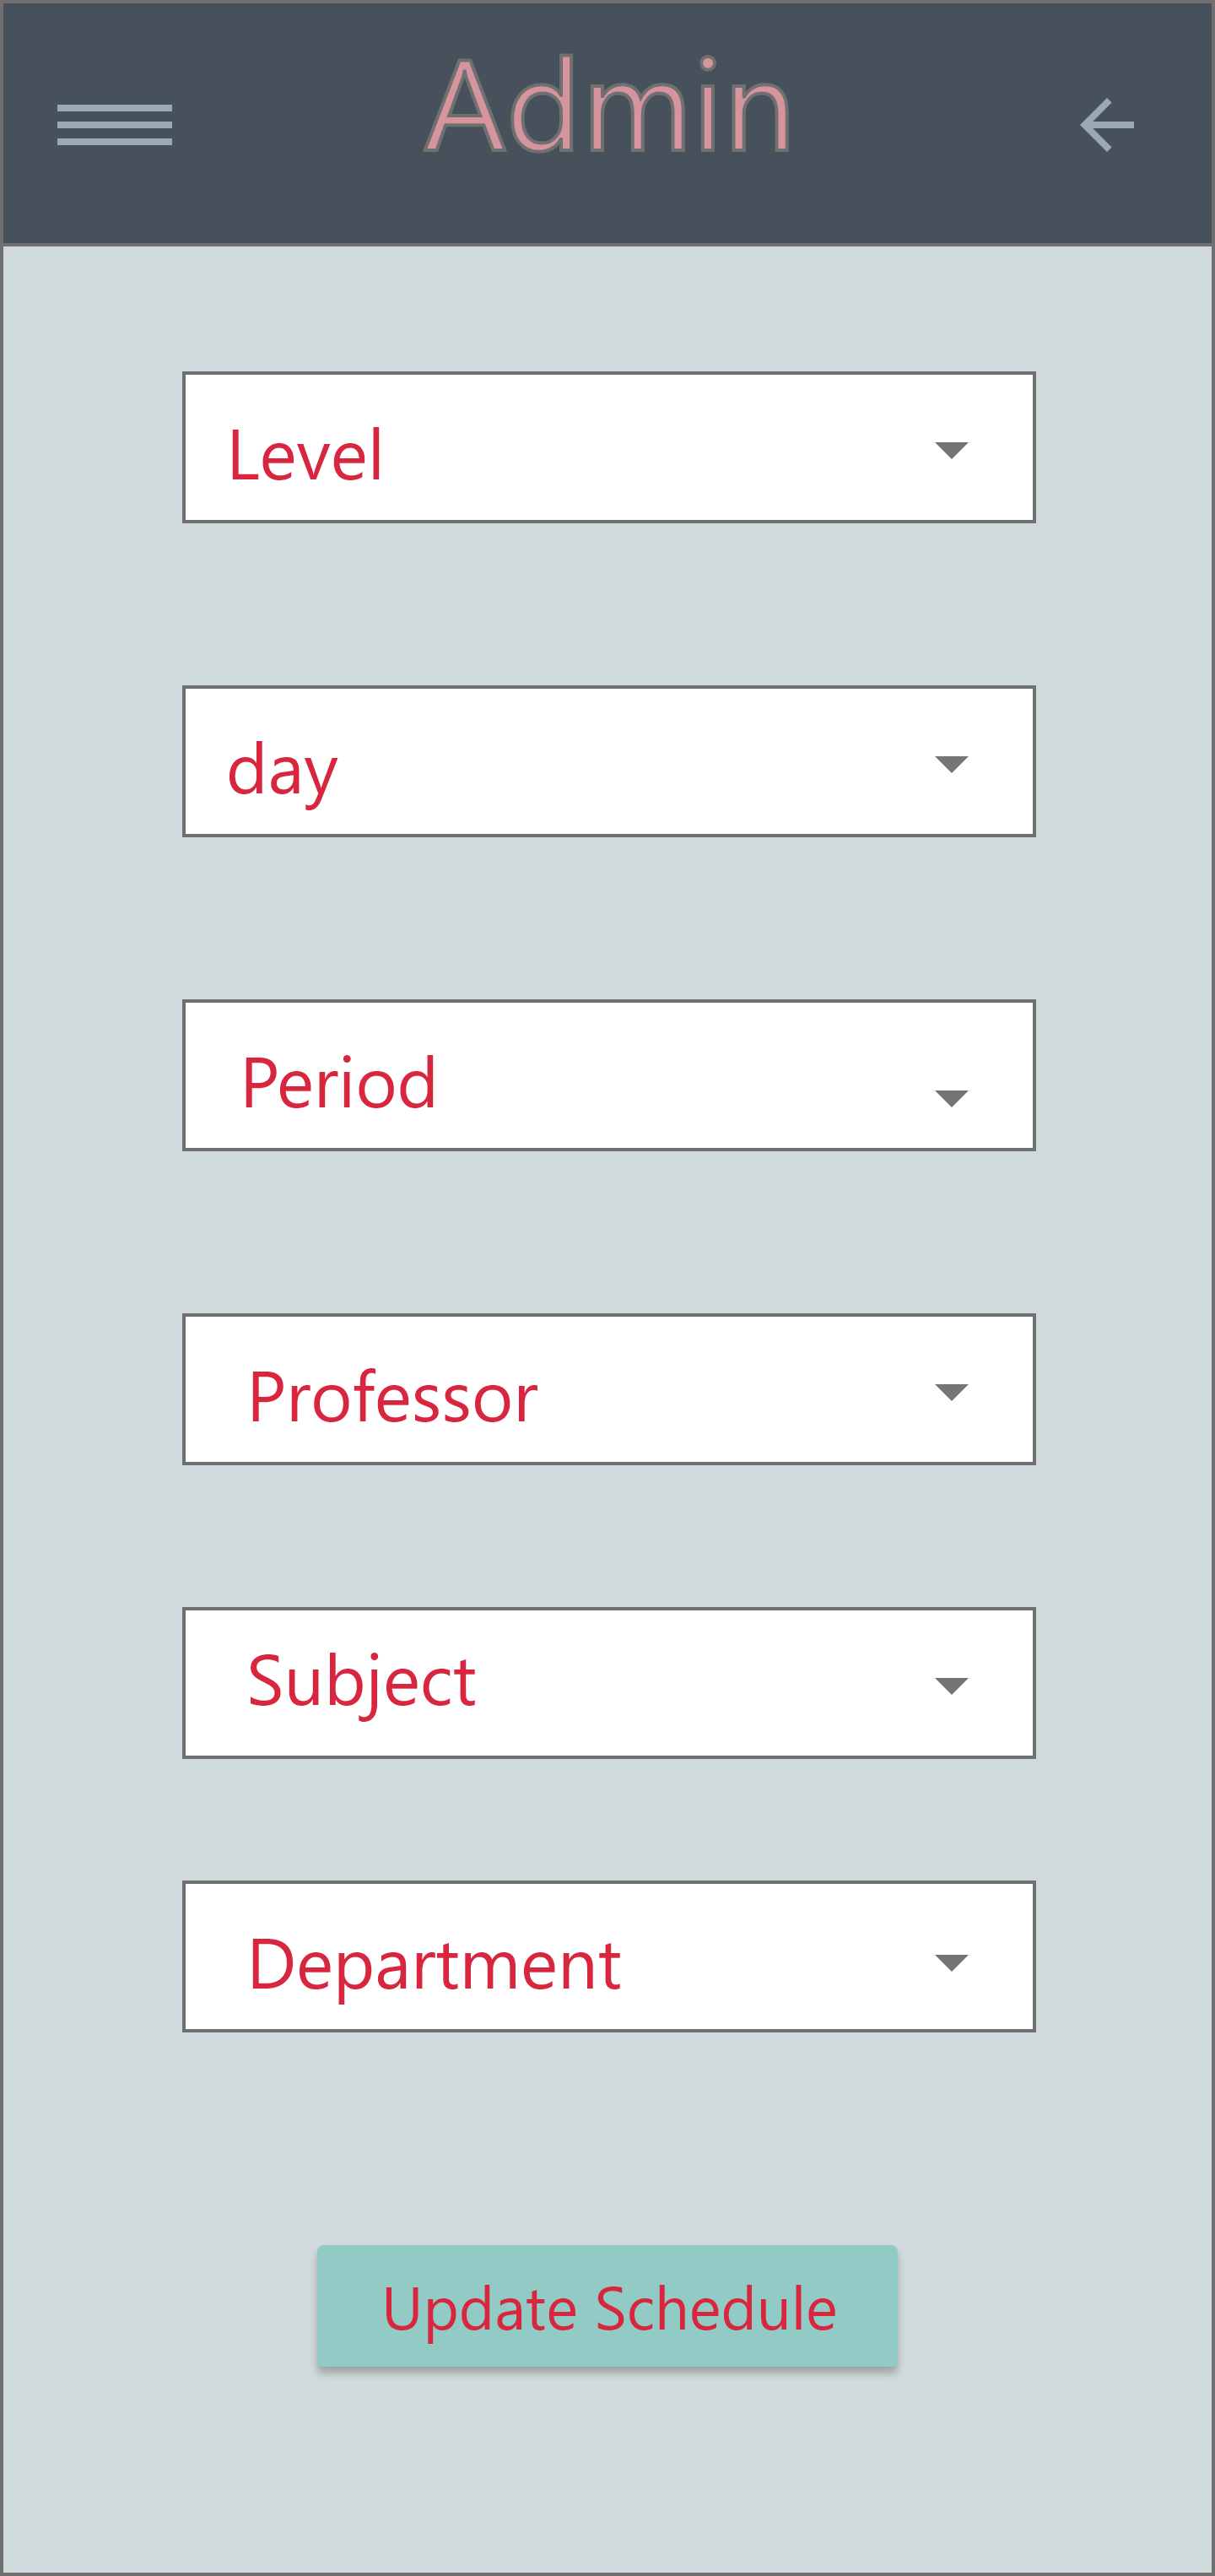 Admin
Level
day
Period
Professor
Subject
Department
Update Schedule